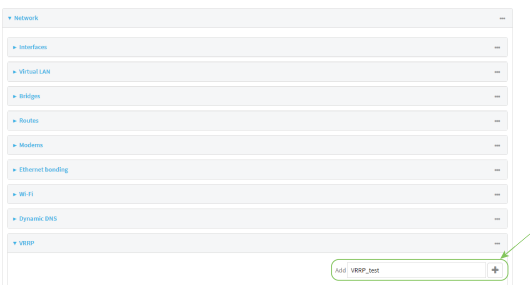 Network
Interfaces
Virtual LAN
Bridges
Routes
Modems
Ethernet bonding
Wi-Fi
Dynamic DNS
VRRP
Add VRRP_test